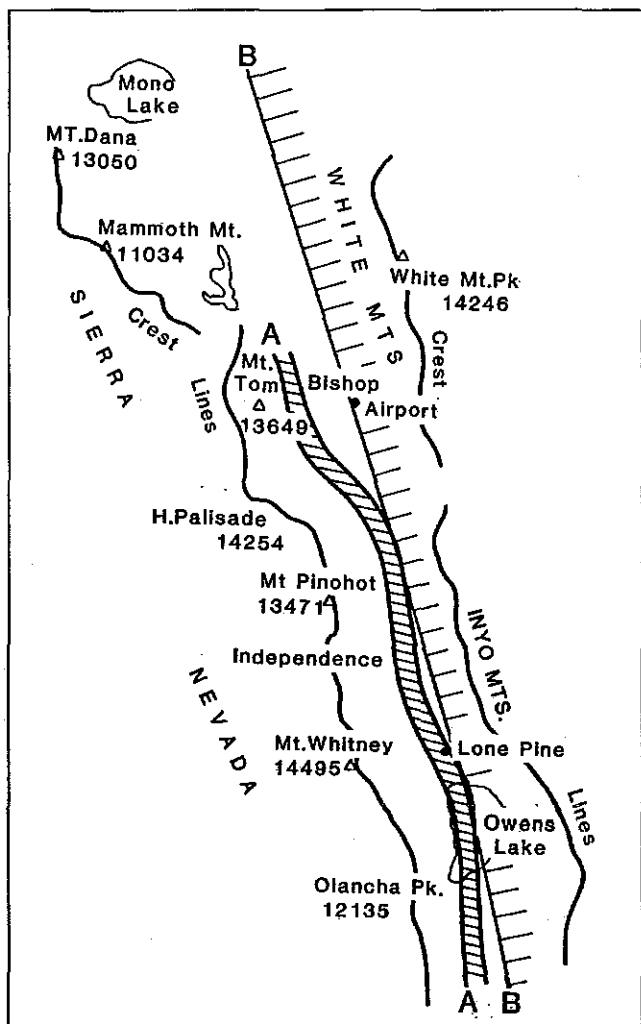 B
Mono
Lake
MT.Dana
13050
Mammoth Mt.
11034
WHITE MTS
White Mt.Pk
14246
SIERRA
Crest
Lines
A
Mt.
Tom
13649
Bishop
Airport
Crest
H.Palisade
14254
Mt Pinohot
13471
Independence
INYO MTS.
NEVADA
Mt.Whitney
14495
Lone Pine
Owens
Lake
Lines
Olancha Pk.
12135
A
B